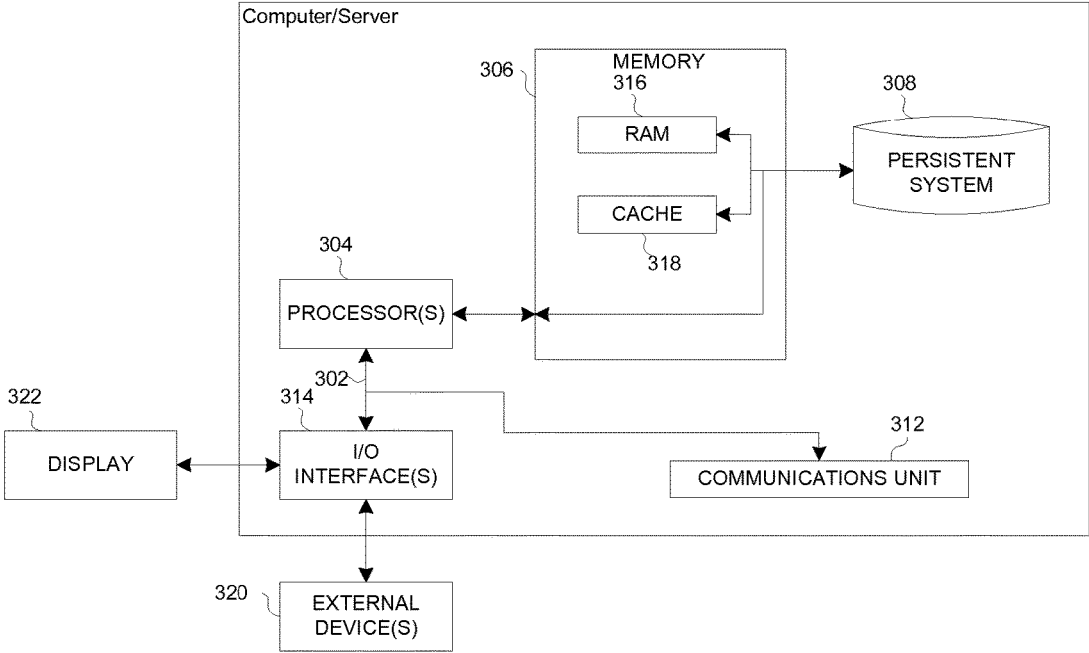 Computer/Server
MEMORY
306
316
308
RAM
PERSISTENT
SYSTEM
CACHE
318
304
PROCESSOR(S)
302
322
314
312
DISPLAY
I/O
INTERFACE(S)
COMMUNICATIONS UNIT
320
EXTERNAL
DEVICE(S)